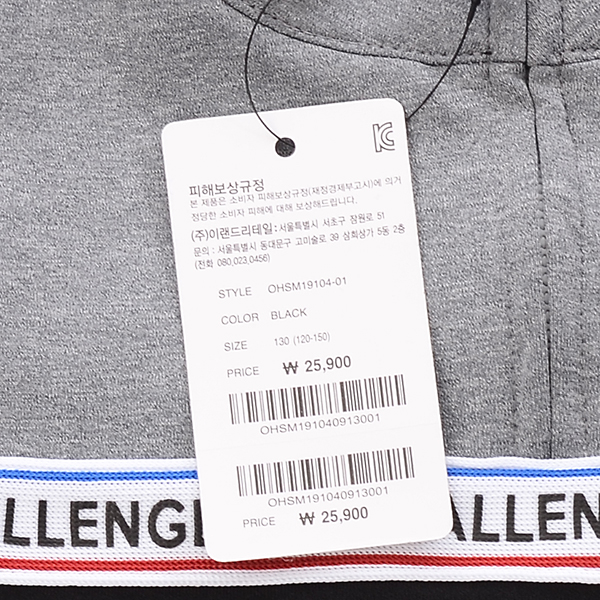 KC
피해보상규정
본 제품은 소비자 피해보상규정(재정경제부고시)에 의거
정당한 소비자 피해에 대해 보상해드립니다.
(주)이랜드리테일: 서울특별시 서초구 잠원로 51
문의 : 서울특별시 동대문구 고미술로 39 삼희상가 5동 2층
(전화 080,023,0456)
STYLE OHSM19104-01
COLOR BLACK
SIZE 130 (120-150)
PRICE ₩ 25,900
OHSM191040913001
OHSM191040913001
PRICE ₩ 25,900
LLENGE ALLEN